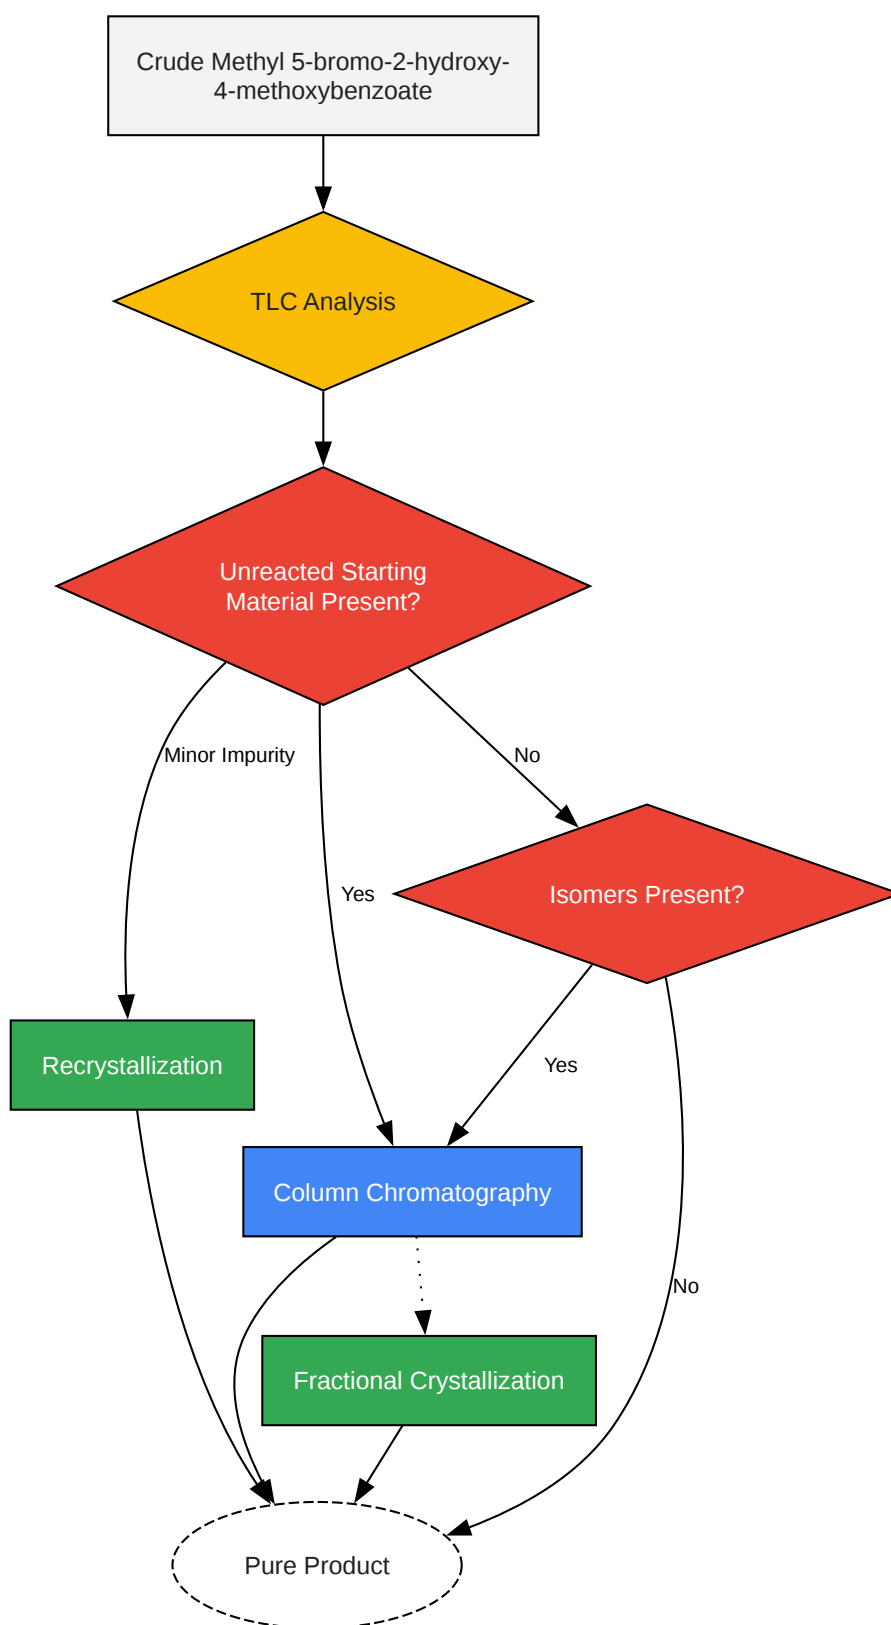 Crude Methyl 5-bromo-2-hydroxy-
4-methoxybenzoate
TLC Analysis
Unreacted Starting
Material Present?
Minor Impurity
No
Yes
Isomers Present?
Recrystallization
Yes
Column Chromatography
No
Fractional Crystallization
Pure Product